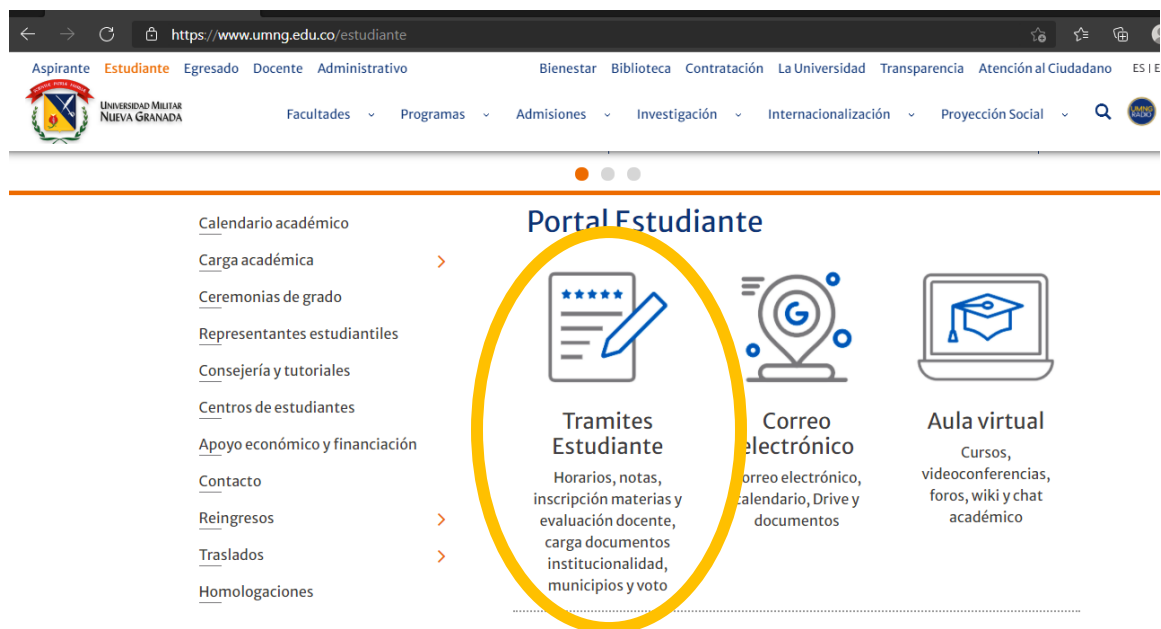 https://www.umng.edu.co/estudiante
Aspirante Estudiante Egresado Docente Administrativo Bienestar Biblioteca Contratación La Universidad Transparencia Atención al Ciudadano ES | E
UNIVERSIDAD MILITAR
NUEVA GRANADA
Facultades Programas Admisiones Investigación Internacionalización Proyección Social
UMNG
RADIO
Calendario académico
Carga académica
Ceremonias de grado
Representantes estudiantiles
Consejería y tutoriales
Centros de estudiantes
Apoyo económico y financiación
Contacto
Reingresos
Traslados
Homologaciones
Portal Estudiante
Tramites
Estudiante
Horarios, notas,
inscripción materias y
evaluación docente,
carga documentos
institucionalidad,
municipios y voto
G
Correo
electrónico
Correo electrónico,
calendario, Drive y
documentos
Aula virtual
Cursos,
videoconferencias,
foros, wiki y chat
académico